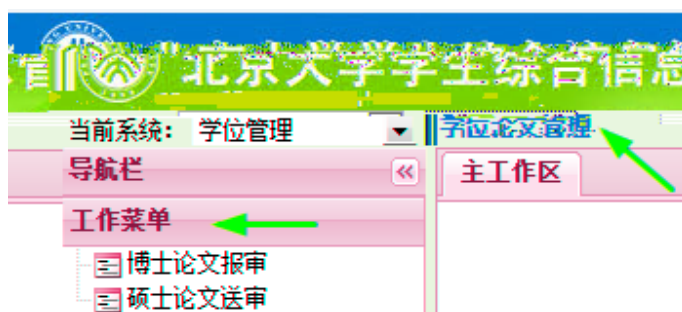 北京大学学生综合信息
当前系统： 学位管理 学位论文管理
导航栏 主工作区
工作菜单
博士论文报审
硕士论文送审